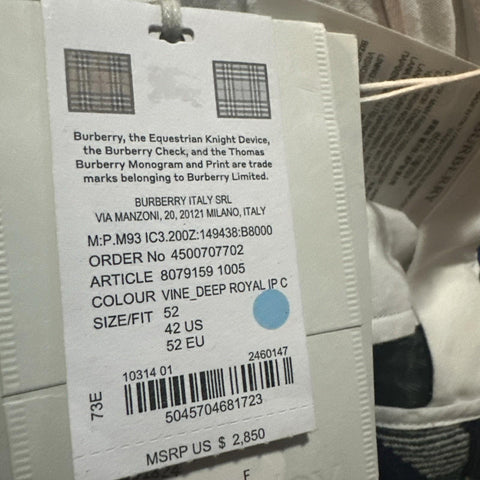 Burberry, the Equestrian Knight Device,
the Burberry Check, and the Thomas
Burberry Monogram and Print are trade
marks belonging to Burberry Limited.
BURBERRY ITALY SRL
VIA MANZONI, 20, 20121 MILANO, ITALY
M:P.M93 IC3.200Z:149438:B8000
ORDER No 4500707702
ARTICLE 8079159 1005
COLOUR VINE_DEEP ROYAL IP C
SIZE/FIT 52
42 US
52 EU
73E
10314 01 2460147
5045704681723
MSRP US $ 2,850
BURBERRY